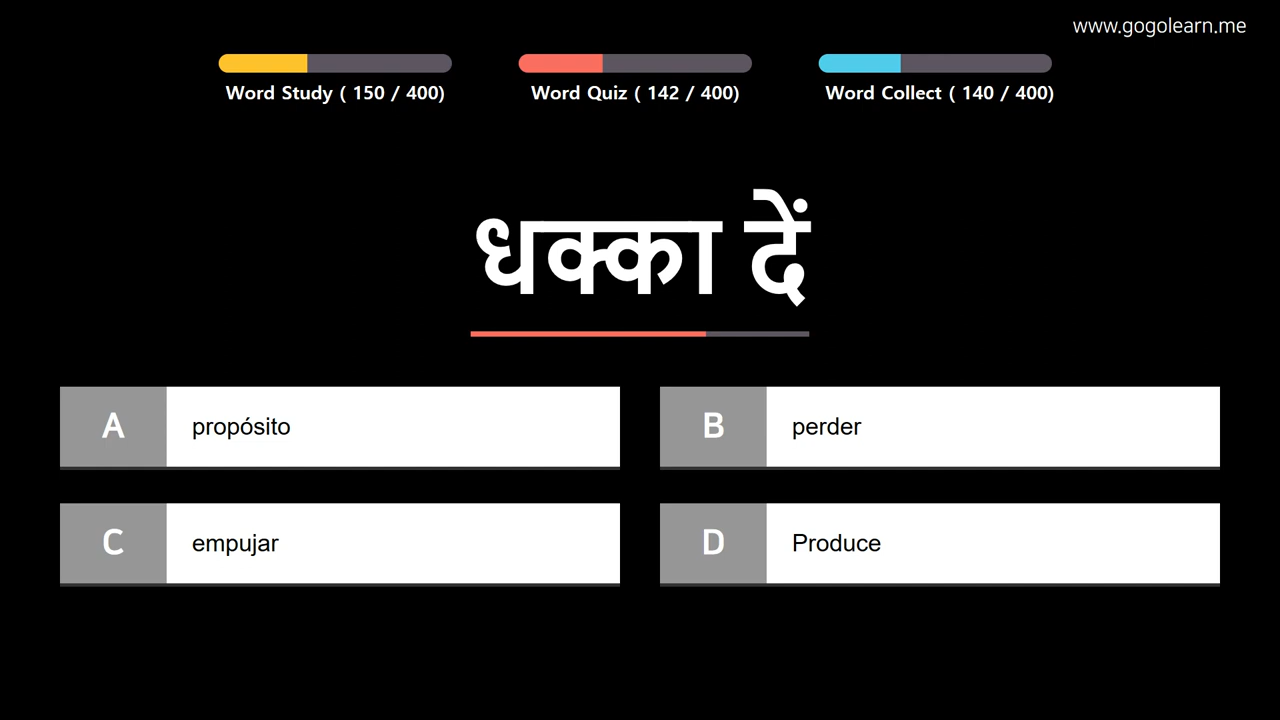 www.gogolearn.me
Word Study ( 150 / 400)
Word Quiz ( 142 / 400)
Word Collect ( 140 / 400)
धक्का दें
A propósito
B perder
C empujar
D Produce